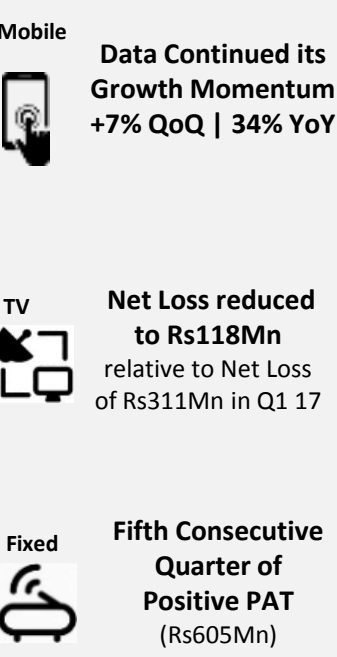 Mobile
Data Continued its
Growth Momentum
+7% QoQ | 34% YoY
TV
Net Loss reduced
to Rs118Mn
relative to Net Loss
of Rs311Mn in Q1 17
Fixed
Fifth Consecutive
Quarter of
Positive PAT
(Rs605Mn)